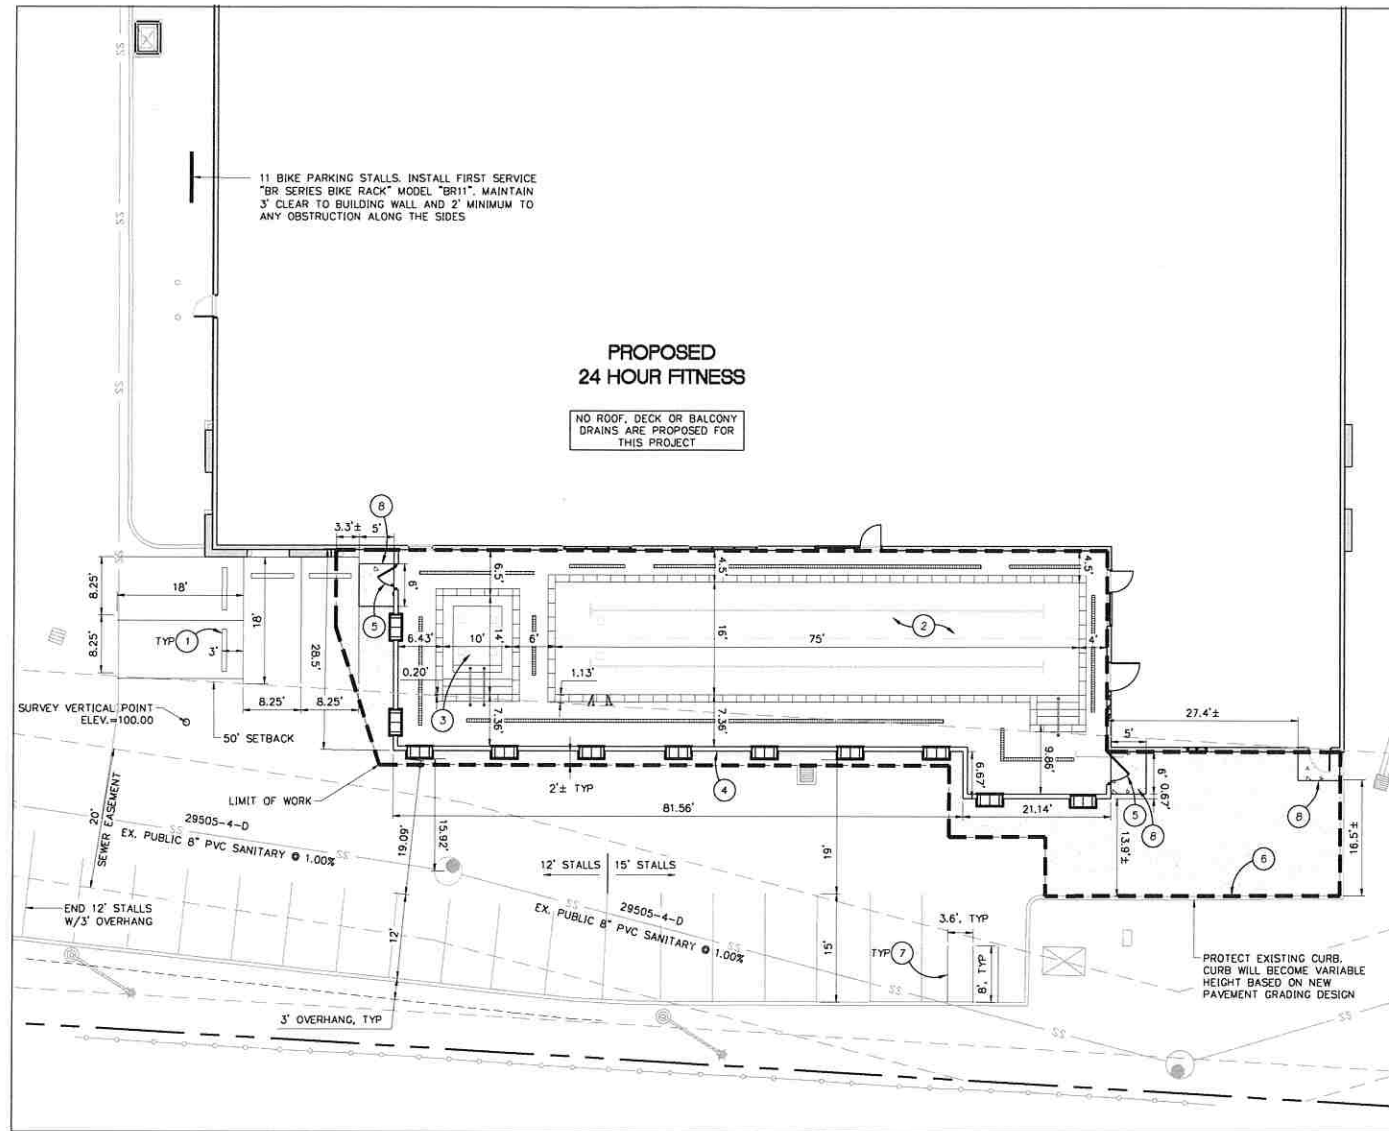 11 BIKE PARKING STALLS. INSTALL FIRST SERVICE
"BR SERIES BIKE RACK" MODEL "BR11". MAINTAIN
3' CLEAR TO BUILDING WALL AND 2' MINIMUM TO
ANY OBSTRUCTION ALONG THE SIDES
PROPOSED
24 HOUR FITNESS
NO ROOF, DECK OR BALCONY
DRAINS ARE PROPOSED FOR
THIS PROJECT
8
3.3'±
5'
6.5'
4.5'
4.5'
8.25'
18'
18'
6'
5
TYP 1
3'
8.25'
28.5'
6.43'
10'
14'
6'
16'
75'
2
4'
0.20'
1.13'
3
7.36'
7.36'
8.25'
8.25'
SURVEY VERTICAL POINT
ELEV.=100.00
50' SETBACK
27.4'±
5'
9.86'
6.67'
6'
0.67'
2'± TYP
4
5
8
8
LIMIT OF WORK
81.56'
21.14'
13.9'±
16.5'±
20'
SEWER EASEMENT
29505-4-D
EX. PUBLIC 8" PVC SANITARY @ 1.00%
19.09'
15.92'
12' STALLS
15' STALLS
19'
6
END 12' STALLS
W/3' OVERHANG
29505-4-D
EX. PUBLIC 8" PVC SANITARY @ 1.00%
12'
15'
3.6', TYP
TYP 7
8', TYP
PROTECT EXISTING CURB.
CURB WILL BECOME VARIABLE
HEIGHT BASED ON NEW
PAVEMENT GRADING DESIGN
3' OVERHANG, TYP